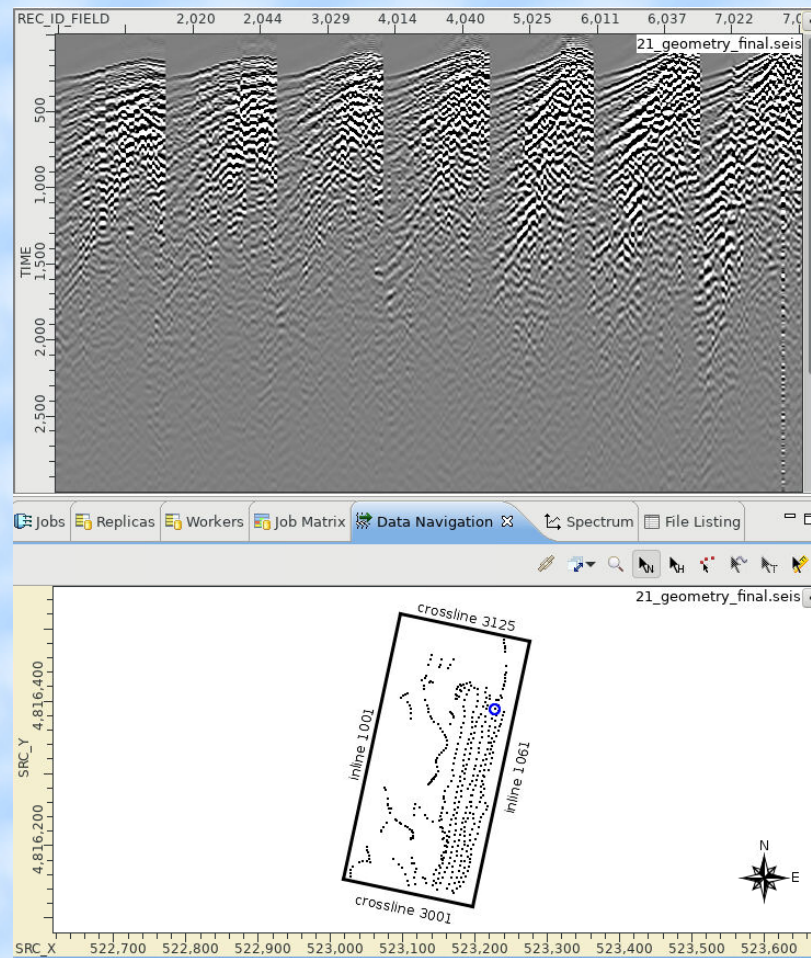 REC_ID_FIELD 2,020 2,044 3,029 4,014 4,040 5,025 6,011 6,037 7,022
21_geometry_final.seis
TIME
500
1,000
1,500
2,000
2,500
Jobs Replicas Workers Job Matrix Data Navigation Spectrum File Listing
N H T
21_geometry_final.seis
SRC_Y
4,816,400
4,816,200
crossline 3125
inline 1001
inline 1061
crossline 3001
N
E
SRC_X 522,700 522,800 522,900 523,000 523,100 523,200 523,300 523,400 523,500 523,600